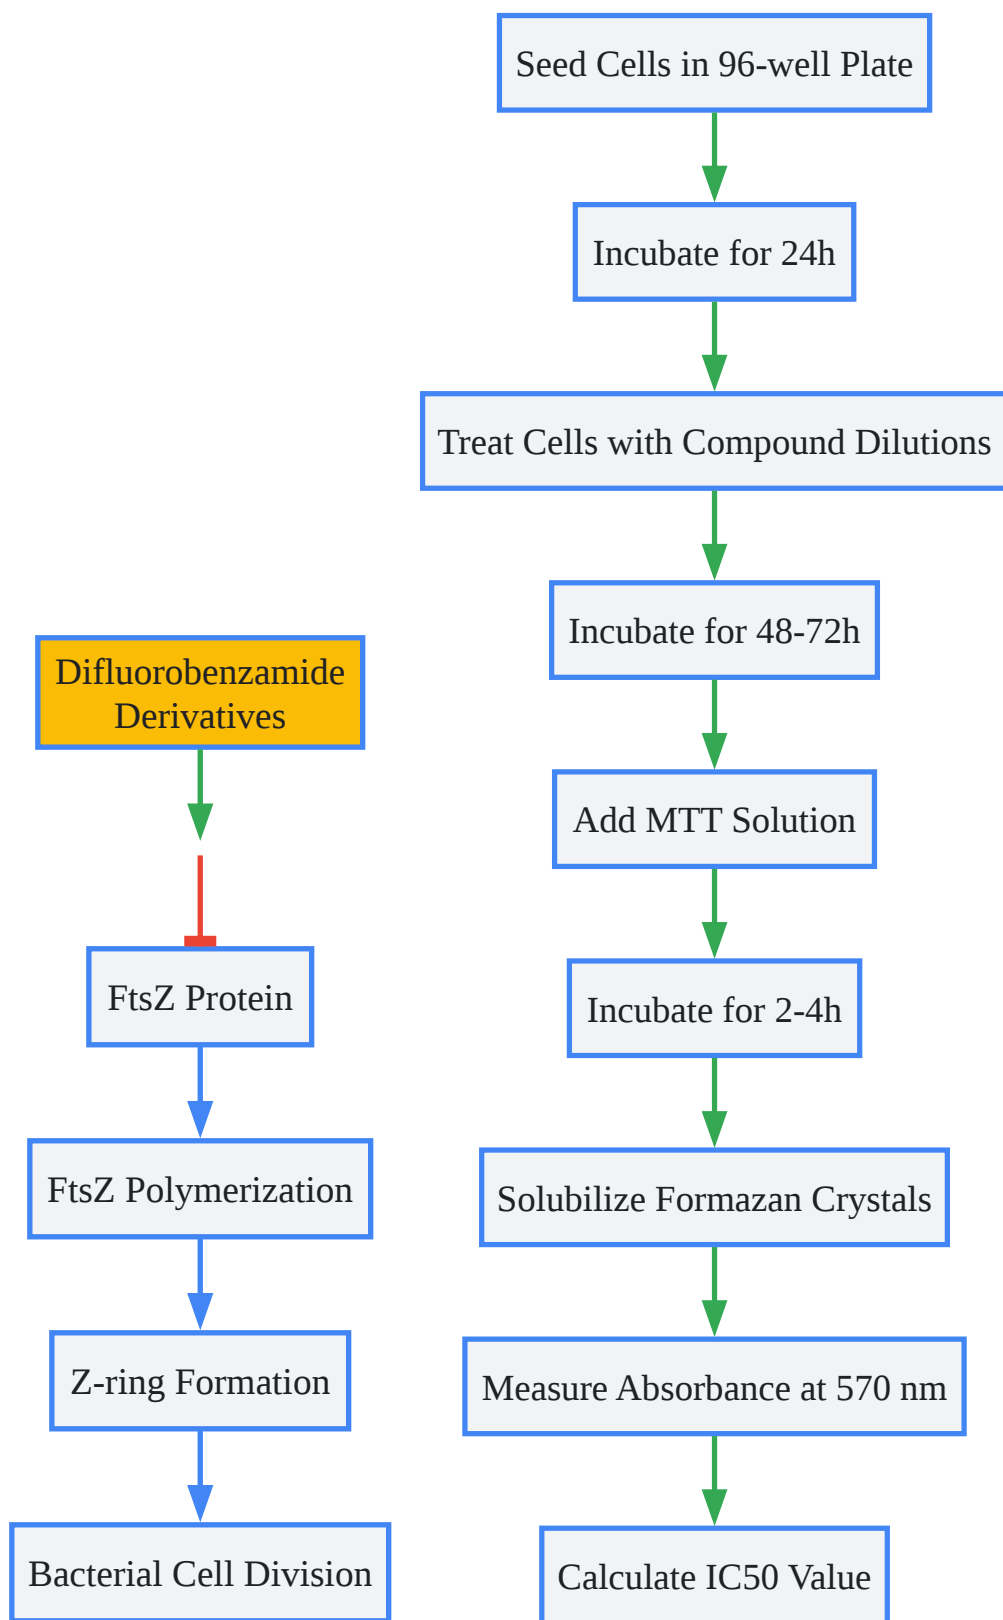 Seed Cells in 96-well Plate
Incubate for 24h
Treat Cells with Compound Dilutions
Incubate for 48-72h
Add MTT Solution
Incubate for 2-4h
Solubilize Formazan Crystals
Measure Absorbance at 570 nm
Calculate IC50 Value
Difluorobenzamide
Derivatives
FtsZ Protein
FtsZ Polymerization
Z-ring Formation
Bacterial Cell Division